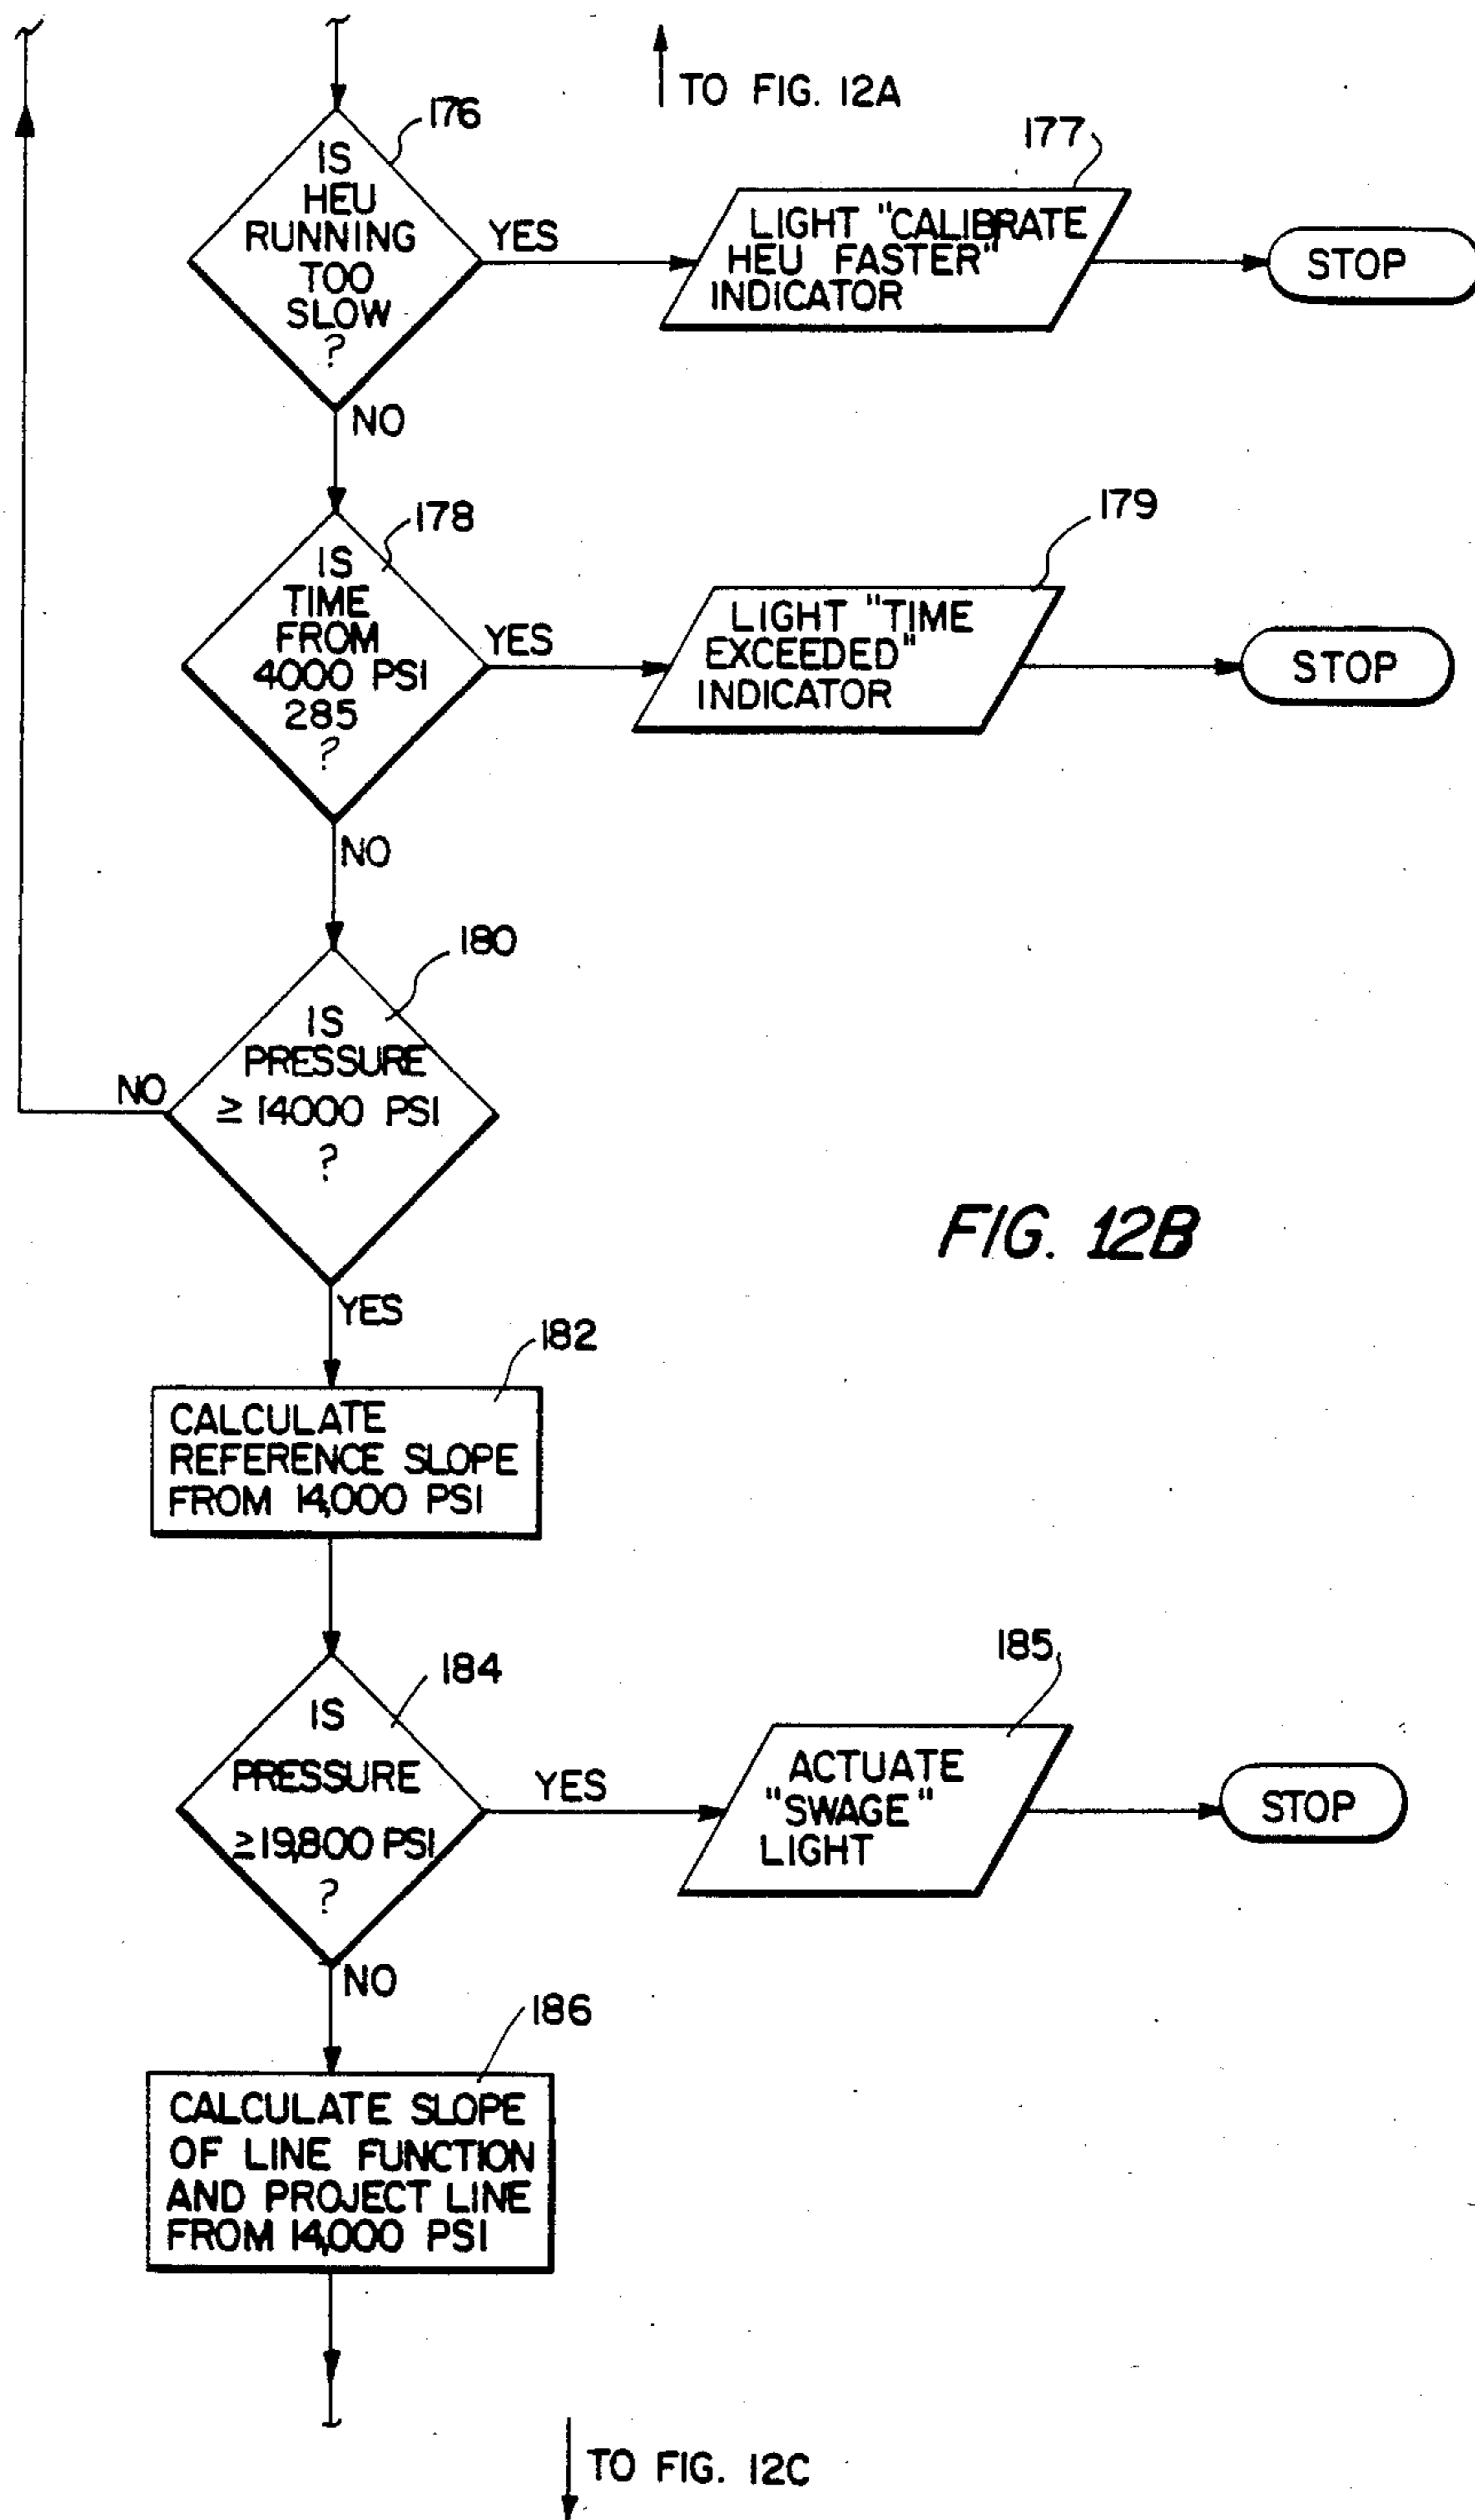 TO FIG. 12A
176
IS
HEU
RUNNING
TOO
SLOW
?
YES
177
LIGHT "CALIBRATE
HEU FASTER"
INDICATOR
STOP
NO
178
IS
TIME
FROM
4000 PSI
285
?
YES
179
LIGHT "TIME
EXCEEDED"
INDICATOR
STOP
NO
180
IS
PRESSURE
≥ 14000 PSI
?
NO
FIG. 12B
YES
182
CALCULATE
REFERENCE SLOPE
FROM 14,000 PSI
184
IS
PRESSURE
≥19,800 PSI
?
YES
185
ACTUATE
"SWAGE"
LIGHT
STOP
NO
186
CALCULATE SLOPE
OF LINE FUNCTION
AND PROJECT LINE
FROM 14,000 PSI
TO FIG. 12C